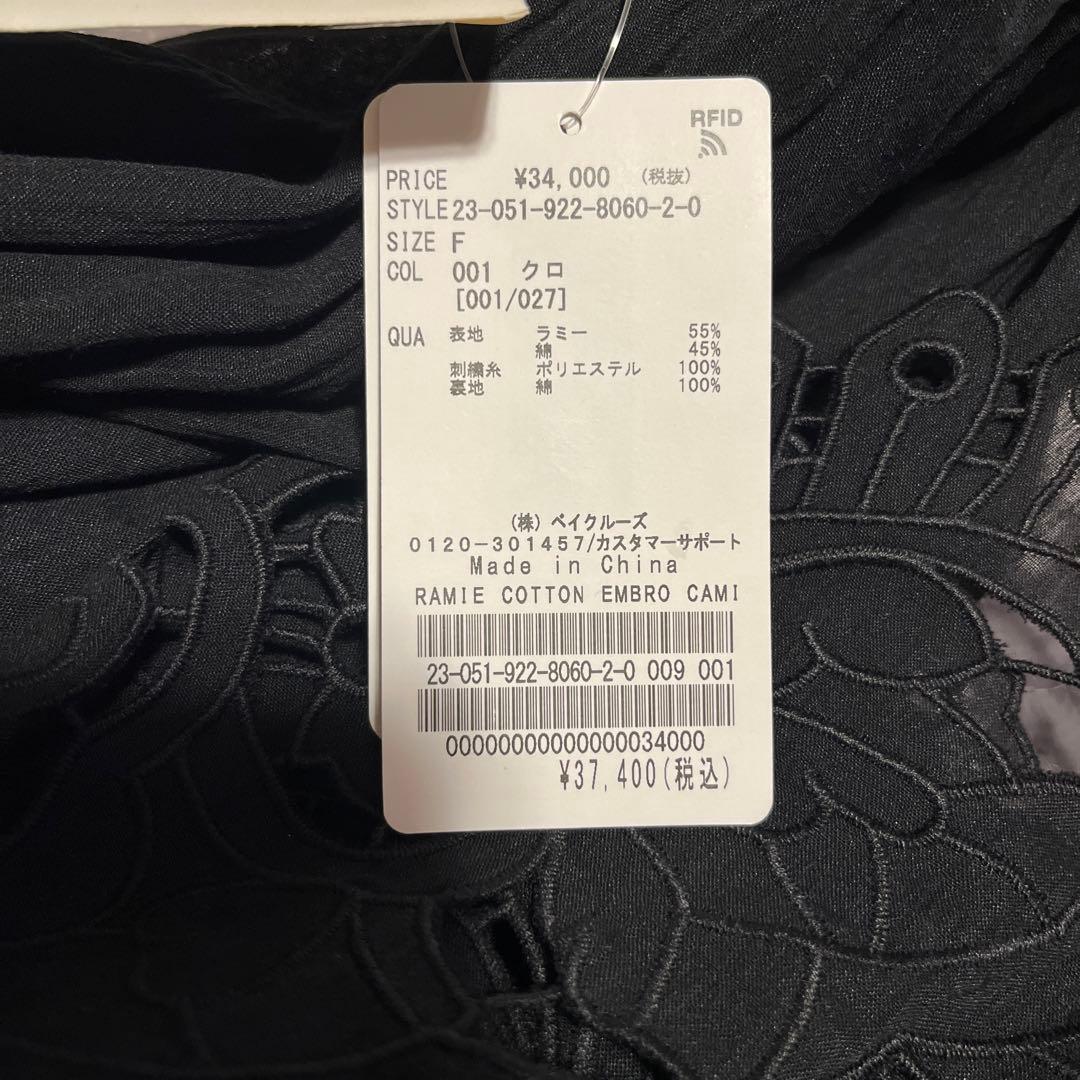 RFID
PRICE ¥34,000 (税抜)
STYLE 23-051-922-8060-2-0
SIZE F
COL 001 クロ
[001/027]
QUA 表地 ラミー 55%
綿 45%
刺繍糸 ポリエステル 100%
裏地 綿 100%
(株) ベイクルーズ
0120-301457/カスタマーサポート
Made in China
RAMIE COTTON EMBRO CAMI
23-051-922-8060-2-0 009 001
00000000000000034000
¥37,400(税込)